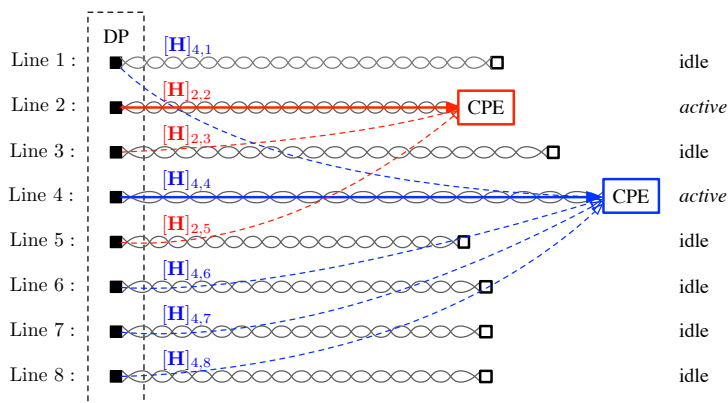 DP
Line 1 : [H]4,1 idle
Line 2 : [H]2,2 CPE active
Line 3 : [H]2,3 idle
Line 4 : [H]4,4 CPE active
Line 5 : [H]2,5 idle
Line 6 : [H]4,6 idle
Line 7 : [H]4,7 idle
Line 8 : [H]4,8 idle